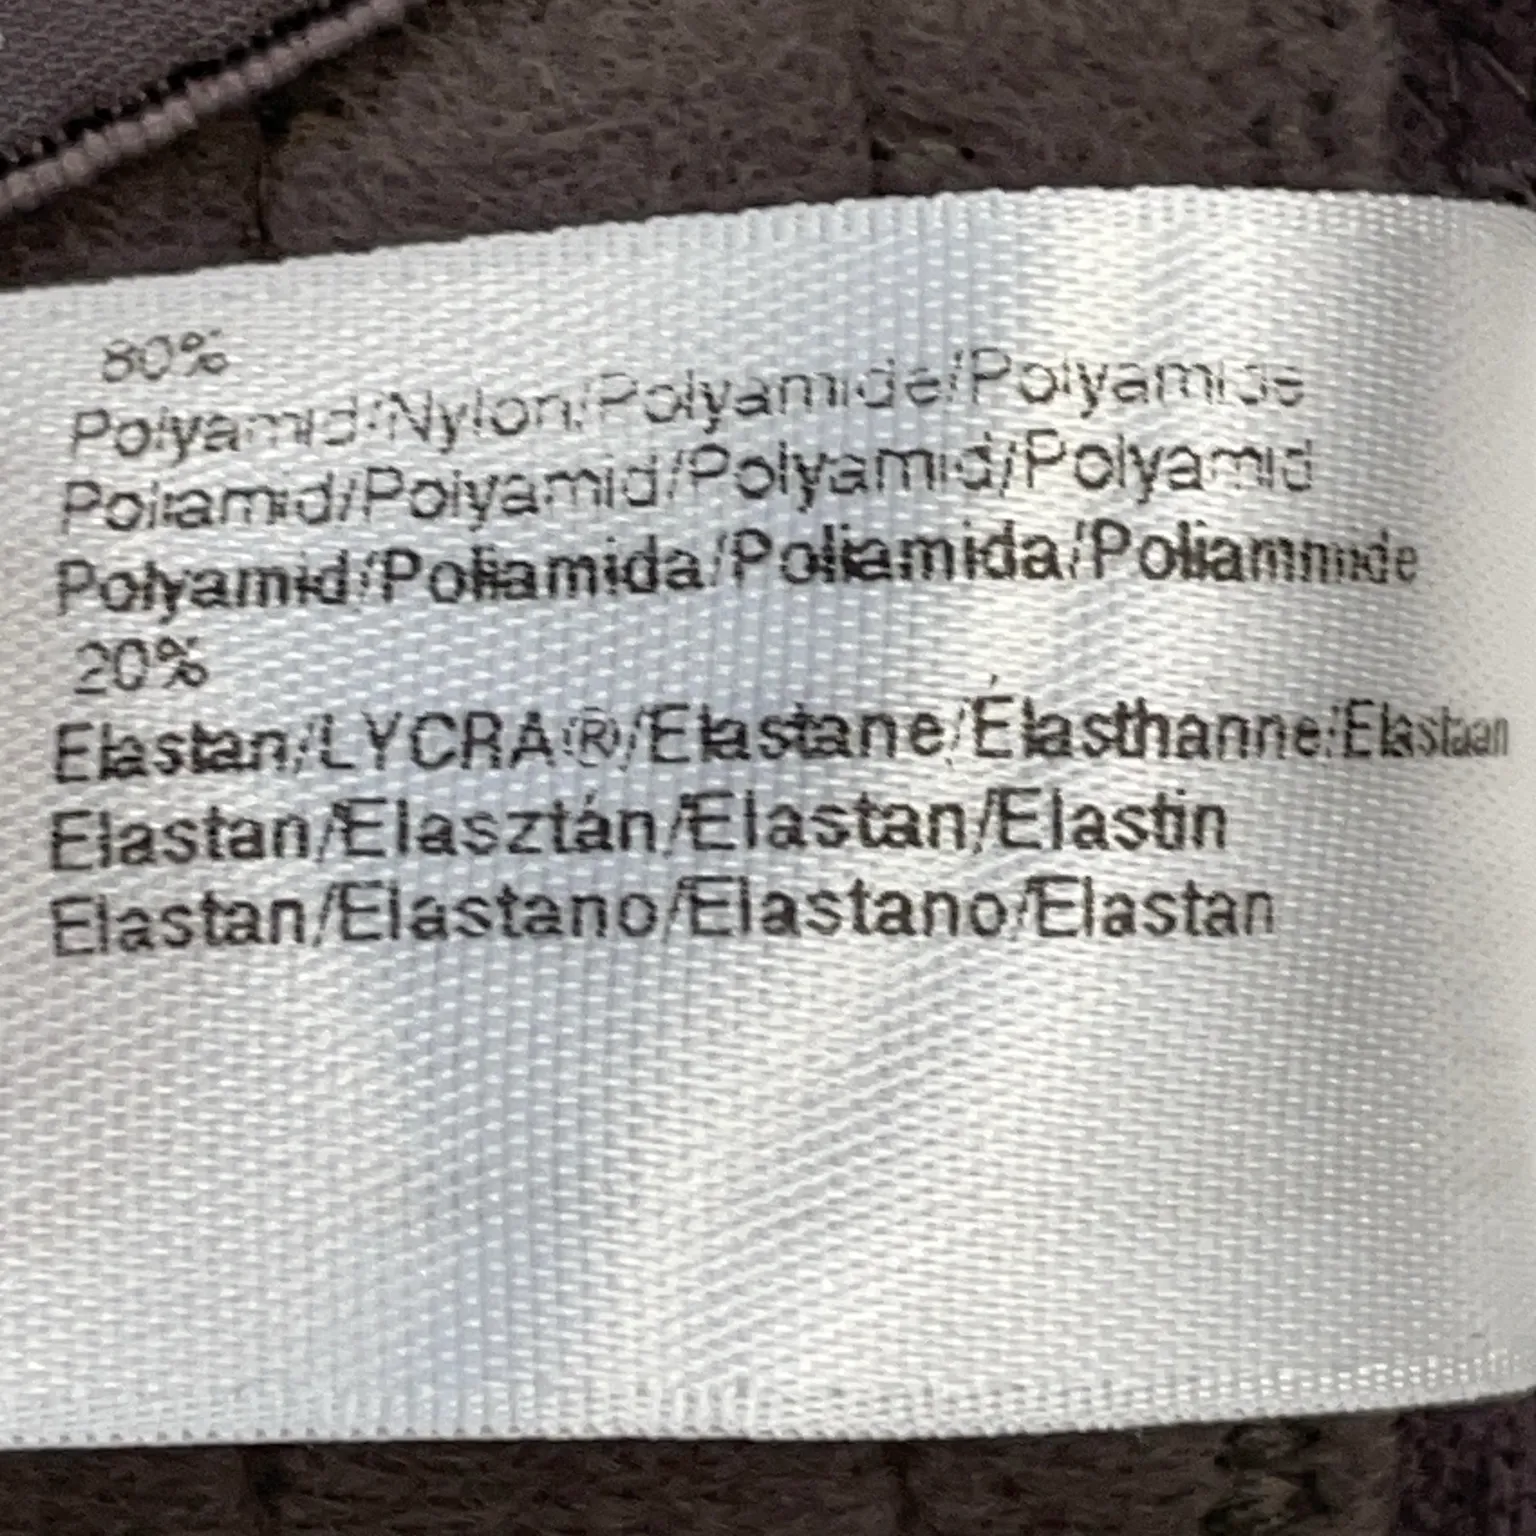 80%
Polyamid/Nylon/Polyamide/Polyamide
Poliamid/Polyamid/Polyamid/Polyamid
Polyamid/Poliamida/Poliamida/Poliammide
20%
Elastan/LYCRA®/Elastane/Élasthanne/Elastaan
Elastan/Elasztán/Elastan/Elastin
Elastan/Elastano/Elastano/Elastan